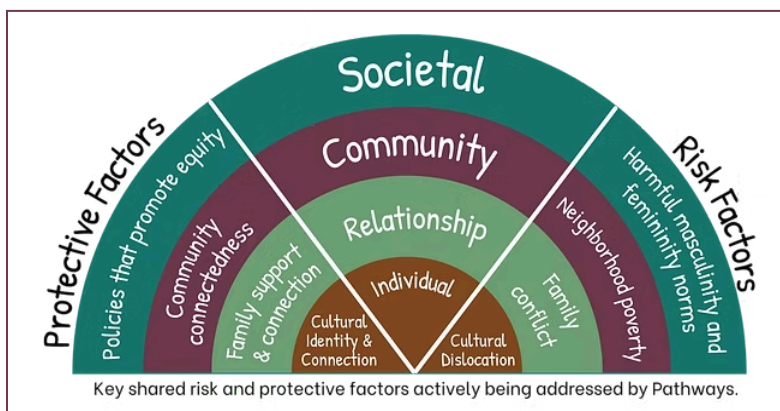 Societal
Community
Relationship
Individual
Protective Factors
Policies that promote equity
Community
connectedness
Family support
& connection
Cultural
Identity &
Connection
Risk Factors
Harmful masculinity and
femininity norms
Neighborhood poverty
Family
conflict
Cultural
Dislocation
Key shared risk and protective factors actively being addressed by Pathways.